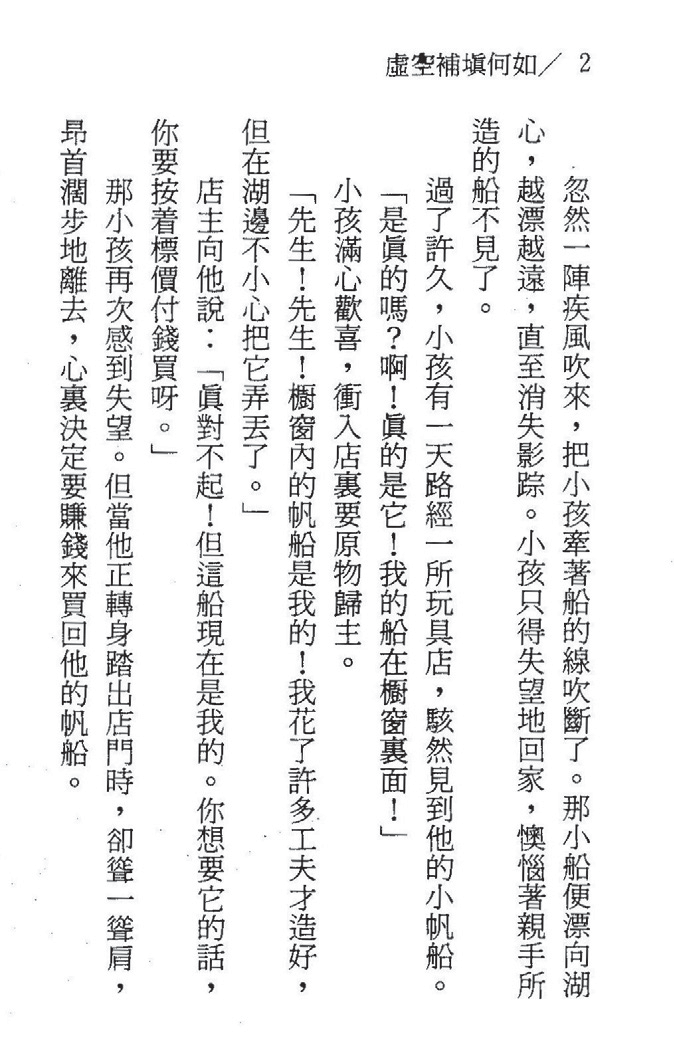 虛空補塡何如／ 2
忽然一陣疾風吹來，把小孩牽著船的線吹斷了。那小船便漂向湖
心，越漂越遠，直至消失影踪。小孩只得失望地回家，懊惱著親手所
造的船不見了。
過了許久，小孩有一天路經一所玩具店，駭然見到他的小帆船。
「是眞的嗎？啊！眞的是它！我的船在櫥窗裏面！」
小孩滿心歡喜，衝入店裏要原物歸主。
「先生！先生！櫥窗內的帆船是我的！我花了許多工夫才造好，
但在湖邊不小心把它弄丟了。」
店主向他說：「眞對不起！但這船現在是我的。你想要它的話，
你要按着標價付錢買呀。」
那小孩再次感到失望。但當他正轉身踏出店門時，卻聳一聳肩，
昂首濶步地離去，心裏決定要賺錢來買回他的帆船。